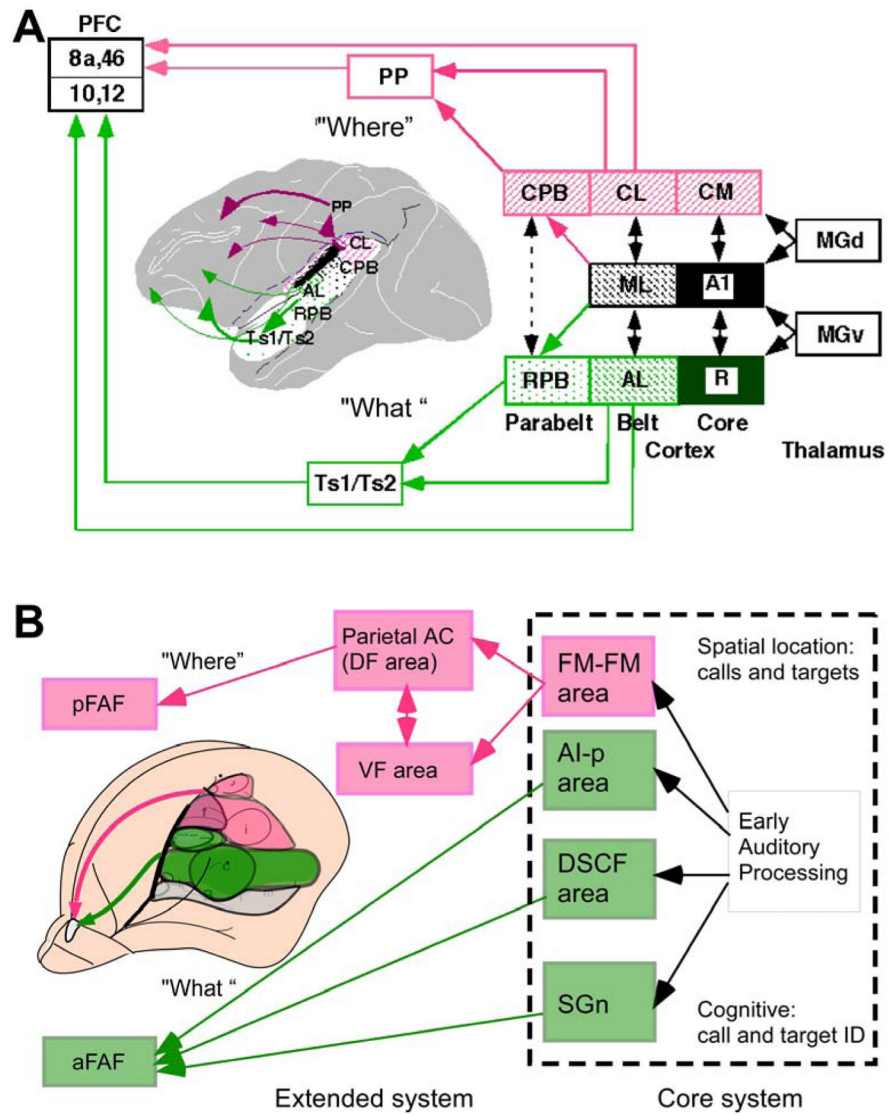 A
PFC
8a,46
10,12
PP
"Where"
CPB CL CM
MGd
ML A1
MGv
RPB AL R
Parabelt Belt Core
Cortex Thalamus
PP
CL
CPB
AL
RPB
Ts1/Ts2
"What “
Ts1/Ts2
B
"Where”
pFAF
Parietal AC
(DF area)
VF area
FM-FM
area
Spatial location:
calls and targets
AI-p
area
DSCF
area
Early
Auditory
Processing
SGn
Cognitive:
call and target ID
"What “
aFAF
Extended system
Core system